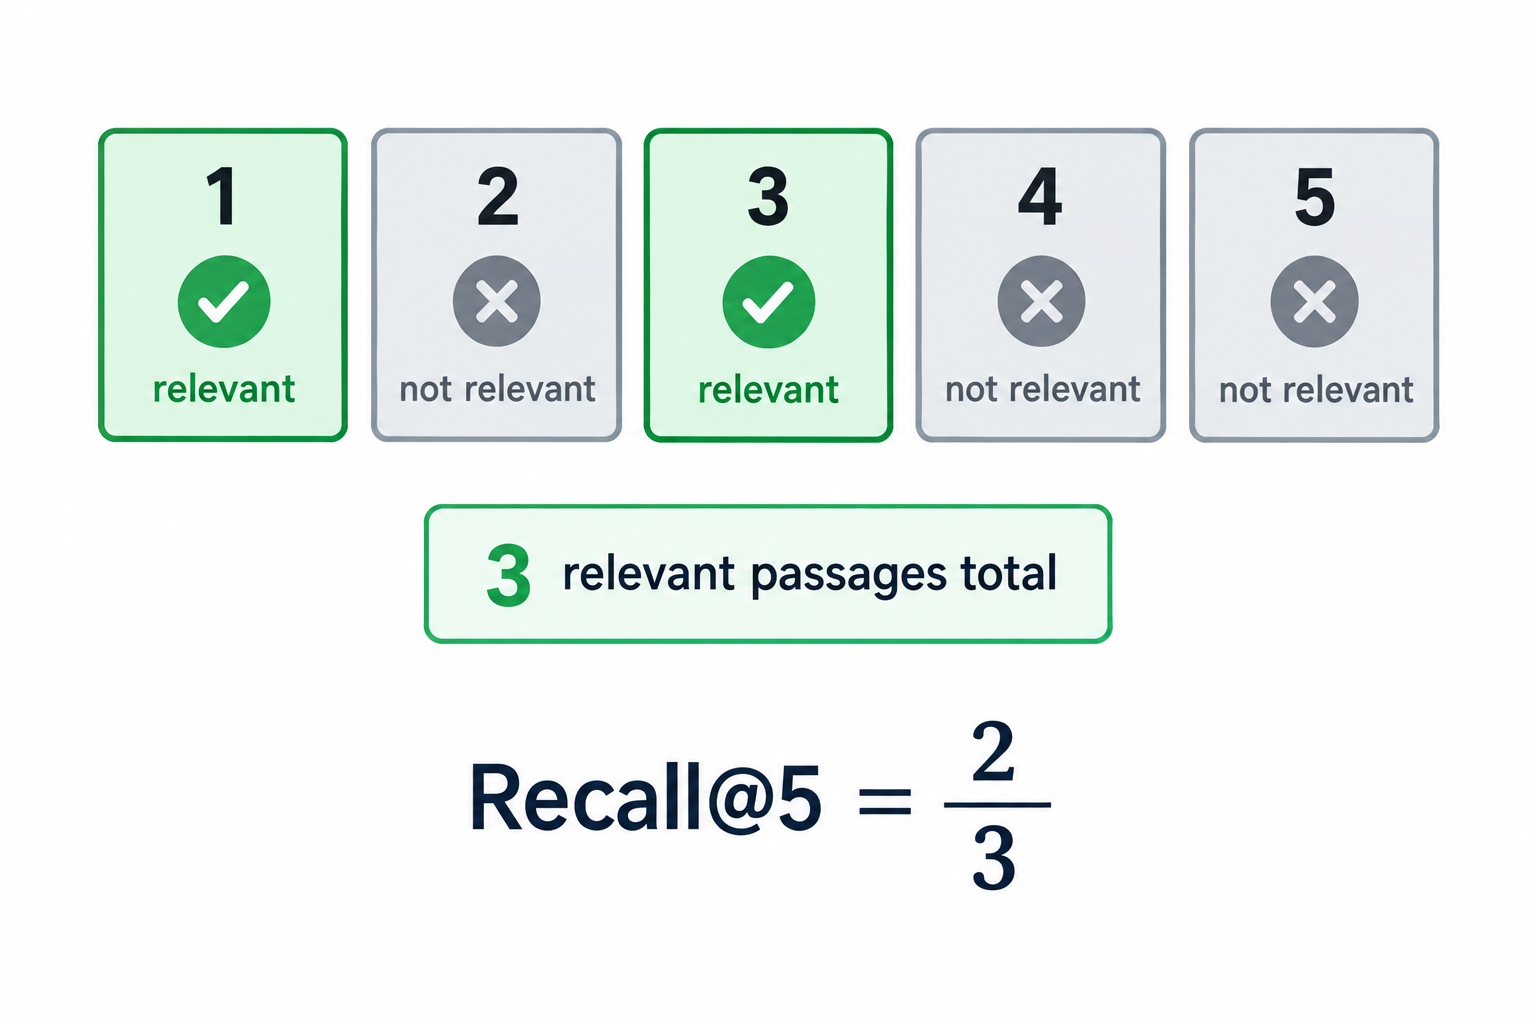 1 2 3 4 5
relevant not relevant relevant not relevant not relevant
3 relevant passages total
Recall@5 = 2/3